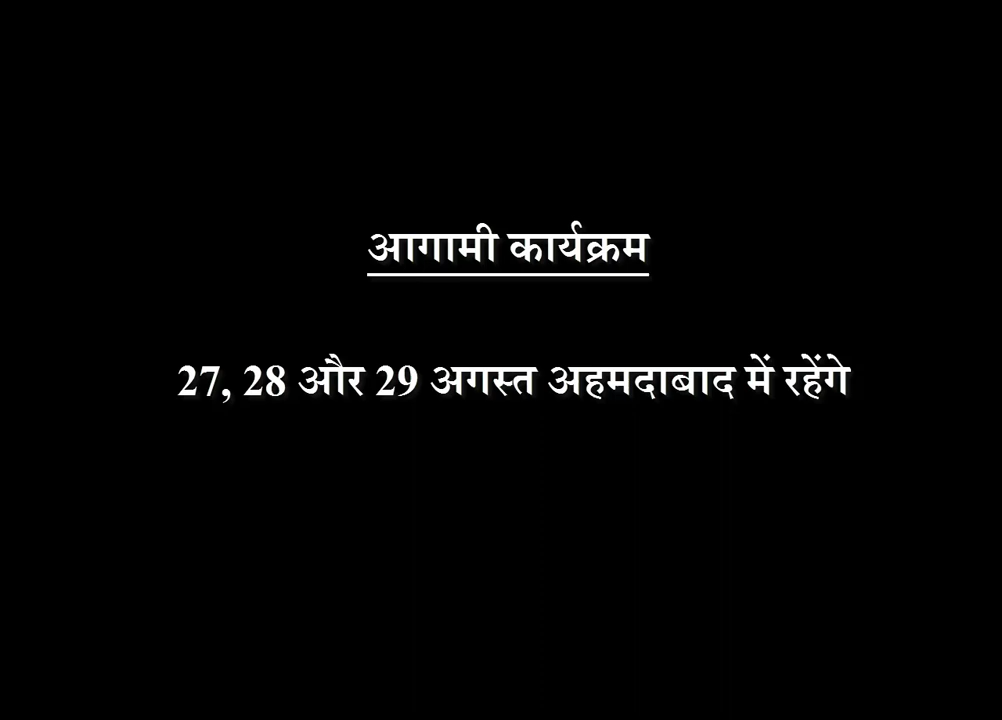 आगामी कार्यक्रम
27, 28 और 29 अगस्त अहमदाबाद में रहेंगे